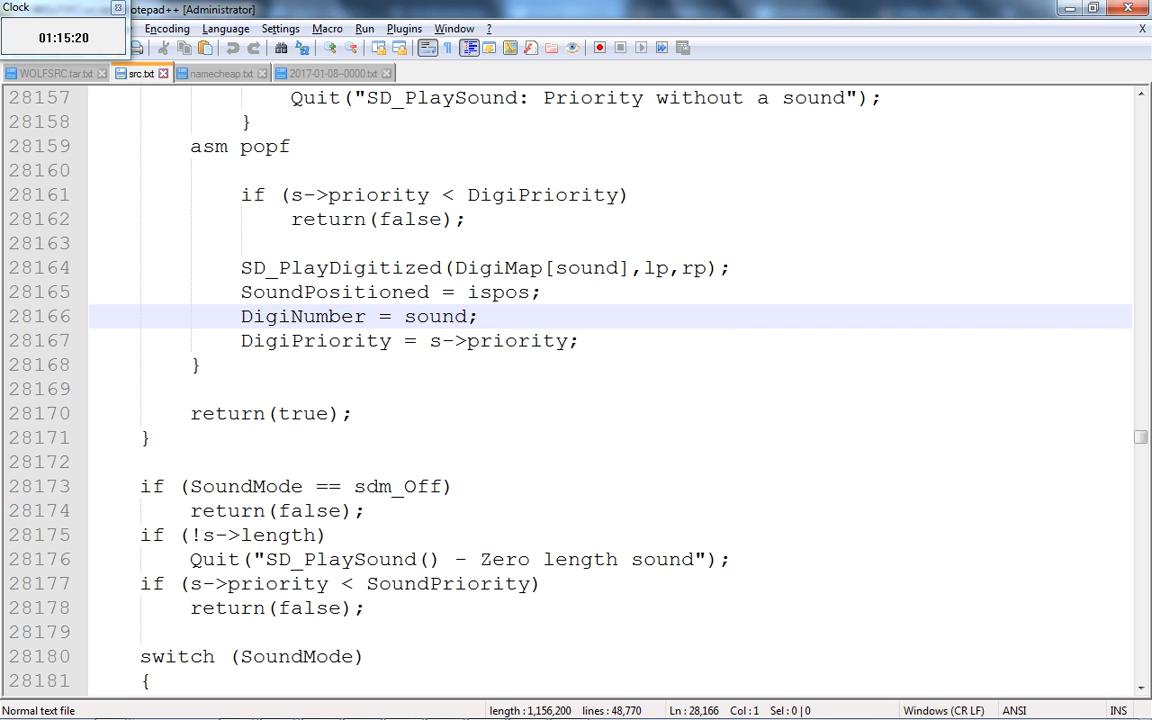 Clock
otepad++ [Administrator]
01:15:20
Encoding Language Settings Macro Run Plugins Window ?
X
WOLFSRC.tar.txt src.txt namecheap.txt 2017-01-08--0000.txt
28157 Quit("SD_PlaySound: Priority without a sound");
28158 }
28159 asm popf
28160
28161 if (s->priority < DigiPriority)
28162 return(false);
28163
28164 SD_PlayDigitized(DigiMap[sound],lp,rp);
28165 SoundPositioned = ispos;
28166 DigiNumber = sound;
28167 DigiPriority = s->priority;
28168 }
28169
28170 return(true);
28171 }
28172
28173 if (SoundMode == sdm_Off)
28174 return(false);
28175 if (!s->length)
28176 Quit("SD_PlaySound() - Zero length sound");
28177 if (s->priority < SoundPriority)
28178 return(false);
28179
28180 switch (SoundMode)
28181 {
Normal text file length : 1,156,200 lines : 48,770 Ln : 28,166 Col : 1 Sel : 0 | 0 Windows (CR LF) ANSI INS